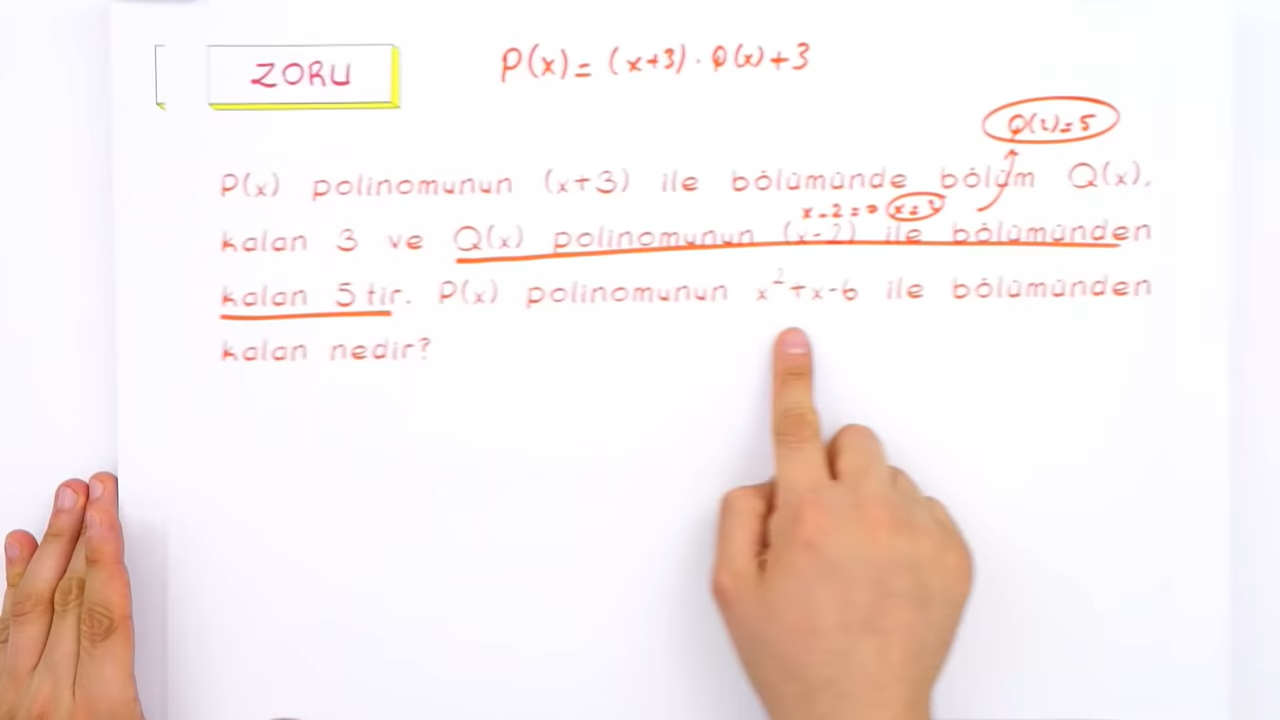 ZORU
P(x) = (x+3) · Q(x) + 3
Q(2) = 5
P(x) polinomunun (x+3) ile bölümünde bölüm Q(x),
x-2=0 x=2
kalan 3 ve Q(x) polinomunun (x-2) ile bölümünden
kalan 5 tir. P(x) polinomunun x²+x-6 ile bölümünden
kalan nedir?